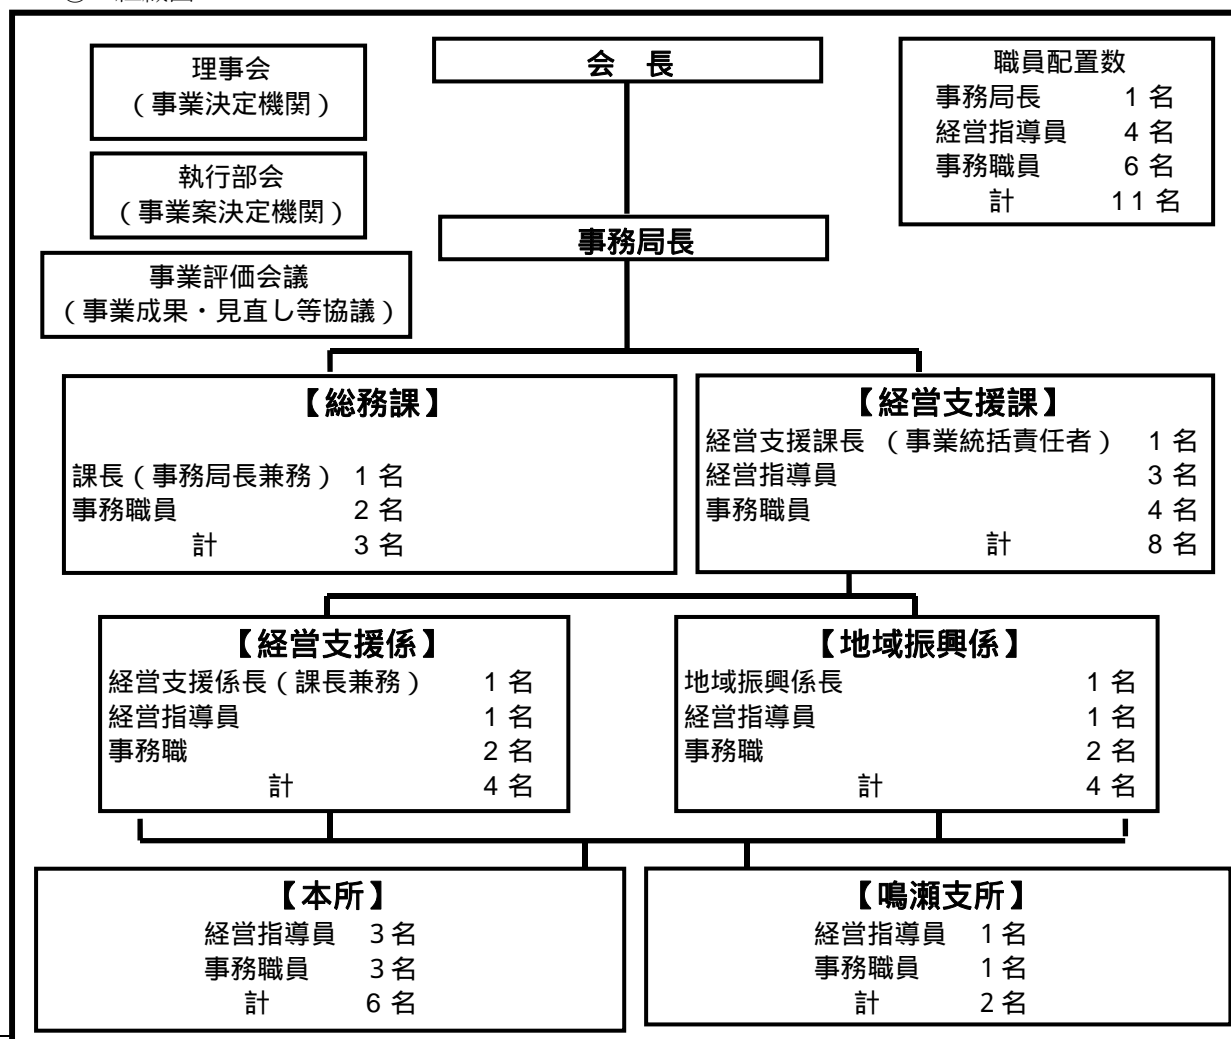 会 長
理事会
（事業決定機関）
執行部会
（事業案決定機関）
事業評価会議
（事業成果・見直し等協議）
職員配置数
事務局長 1 名
経営指導員 4 名
事務職員 6 名
計 11 名
事務局長
【総務課】
課長（事務局長兼務） 1 名
事務職員 2 名
計 3 名
【経営支援課】
経営支援課長 （事業統括責任者） 1 名
経営指導員 3 名
事務職員 4 名
計 8 名
【経営支援係】
経営支援係長（課長兼務） 1 名
経営指導員 1 名
事務職 2 名
計 4 名
【地域振興係】
地域振興係長 1 名
経営指導員 1 名
事務職 2 名
計 4 名
【本所】
経営指導員 3 名
事務職員 3 名
計 6 名
【鳴瀬支所】
経営指導員 1 名
事務職員 1 名
計 2 名